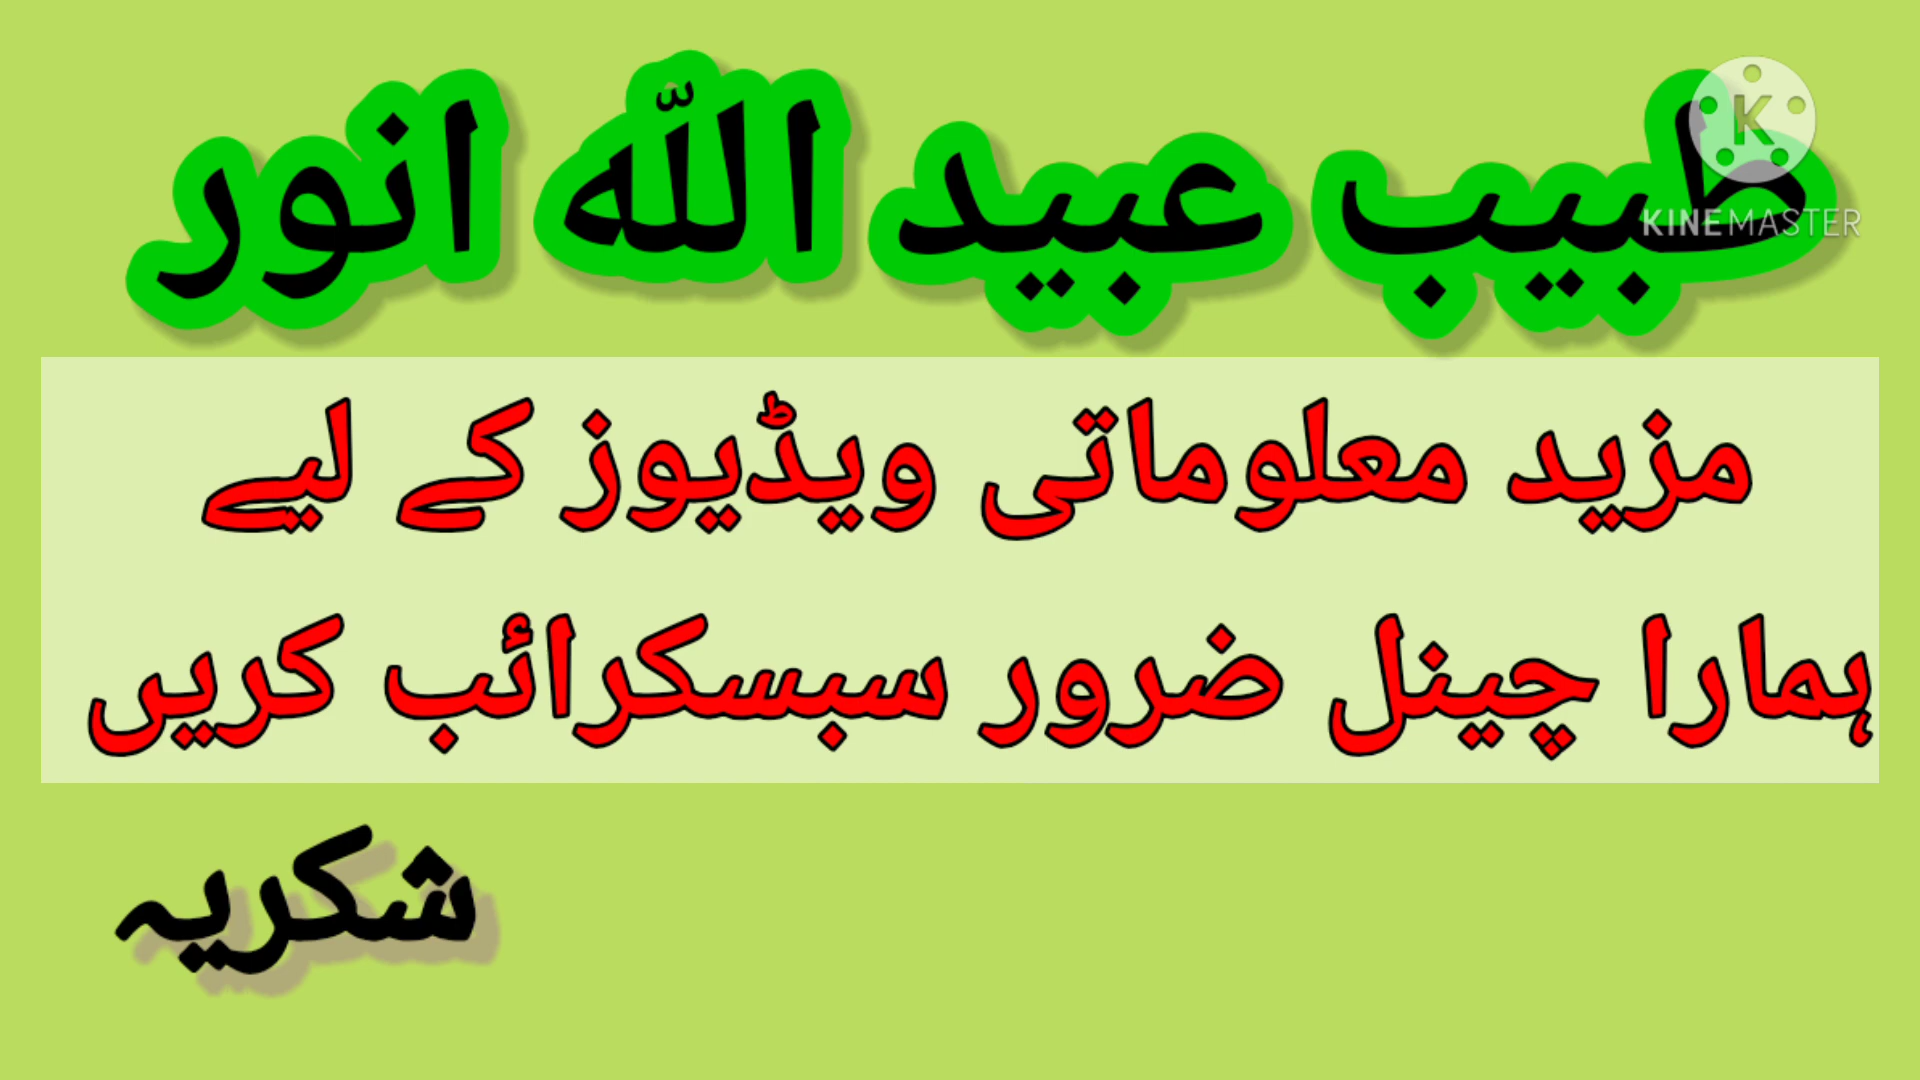 طبیب عبید اللہ انور
KINEMASTER
مزید معلوماتی ویڈیوز کے لیے
ہمارا چینل ضرور سبسکرائب کریں
شکریہ